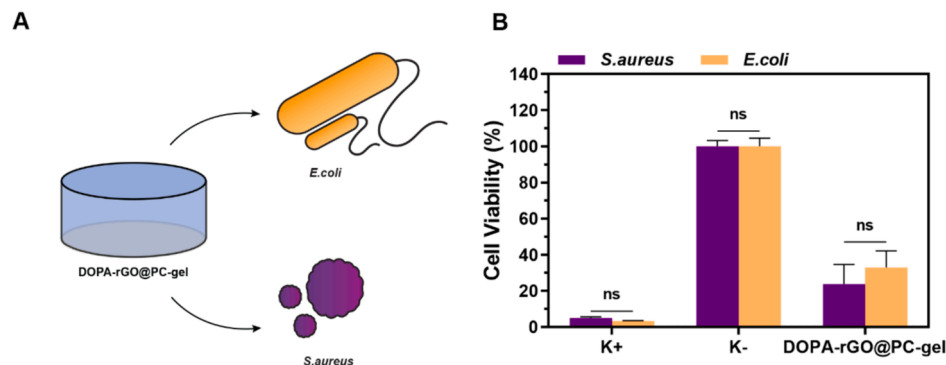 A
E.coli
DOPA-rGO@PC-gel
S.aureus
B
S.aureus E.coli
Cell Viability (%)
140
120
100
80
60
40
20
0
ns
ns
ns
K+ K- DOPA-rGO@PC-gel